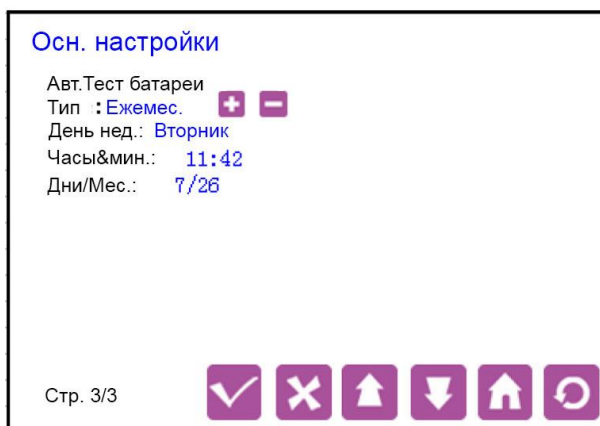 Осн. настройки
Авт.Тест батареи
Тип : Ежемес.
День нед.: Вторник
Часы&мин.: 11:42
Дни/Мес.: 7/26
Стр. 3/3